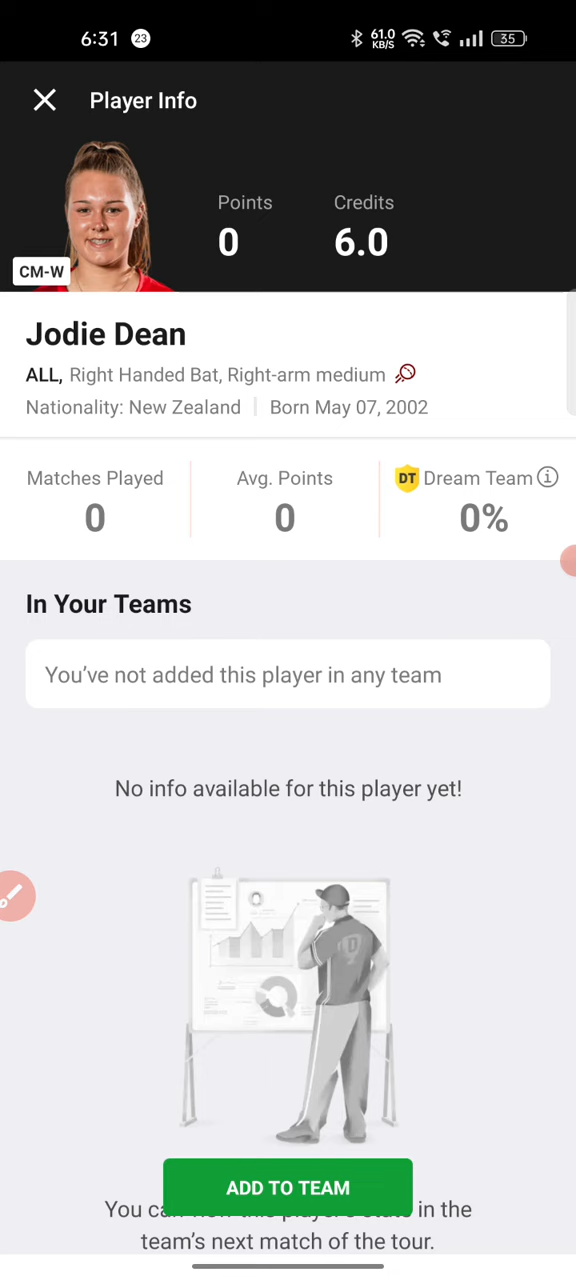 6:31 23 61.0 KB/S 35
Player Info
Points Credits
0 6.0
CM-W
Jodie Dean
ALL, Right Handed Bat, Right-arm medium
Nationality: New Zealand Born May 07, 2002
Matches Played Avg. Points DT Dream Team
0 0 0%
In Your Teams
You've not added this player in any team
No info available for this player yet!
D
ADD TO TEAM
You in the
team's next match of the tour.